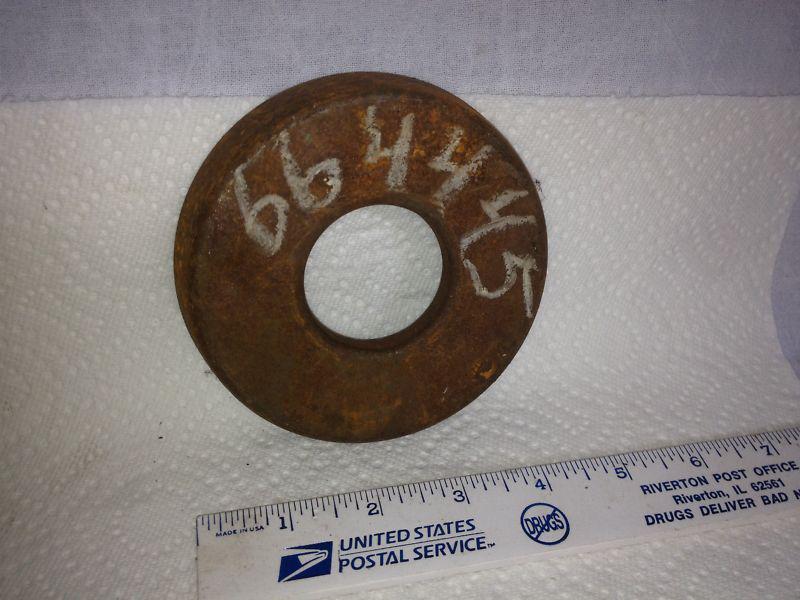 664445
1 2 3 4 5 6 7
MADE IN USA
UNITED STATES
POSTAL SERVICE™
DRUGS
RIVERTON POST OFFICE
Riverton, IL 62561
DRUGS DELIVER BAD